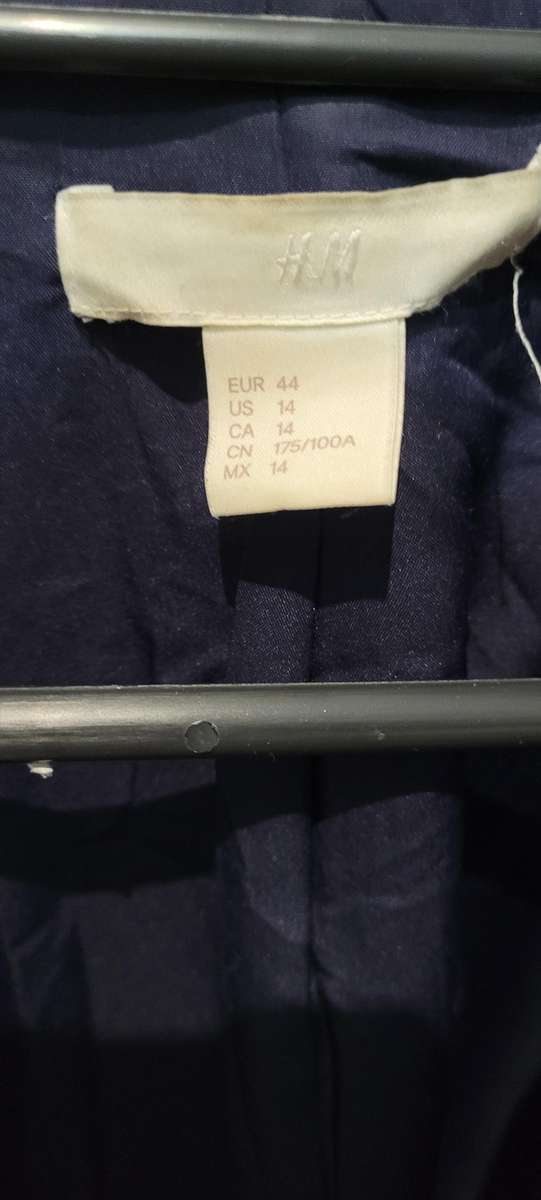 H&M
EUR 44
US 14
CA 14
CN 175/100A
MX 14